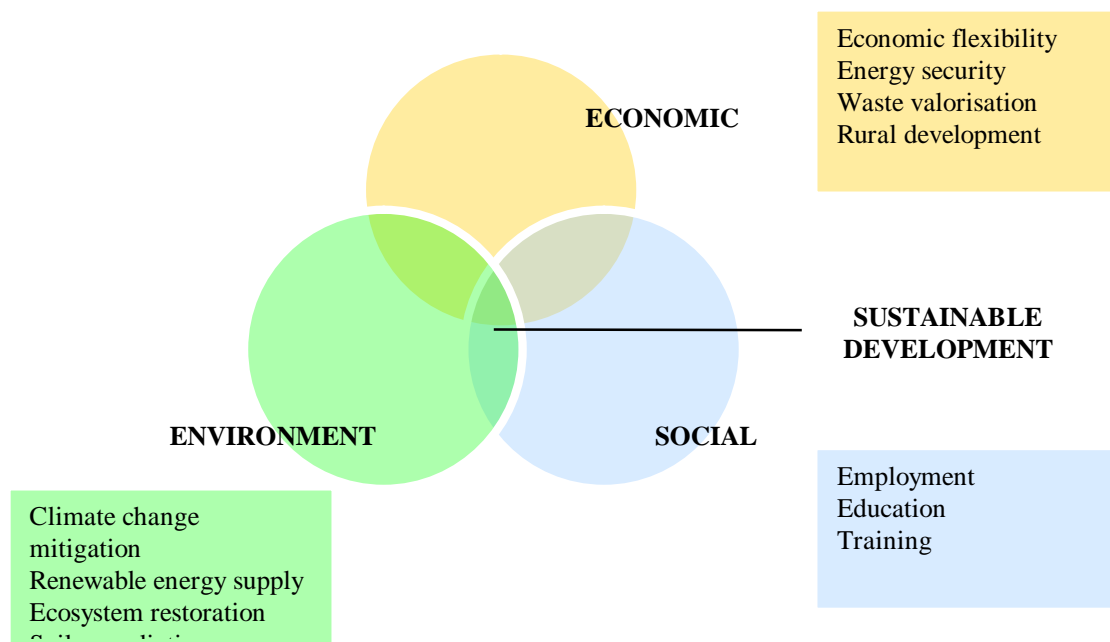 Economic flexibility
Energy security
Waste valorisation
Rural development
ECONOMIC
SUSTAINABLE
DEVELOPMENT
ENVIRONMENT
SOCIAL
Employment
Education
Training
Climate change
mitigation
Renewable energy supply
Ecosystem restoration